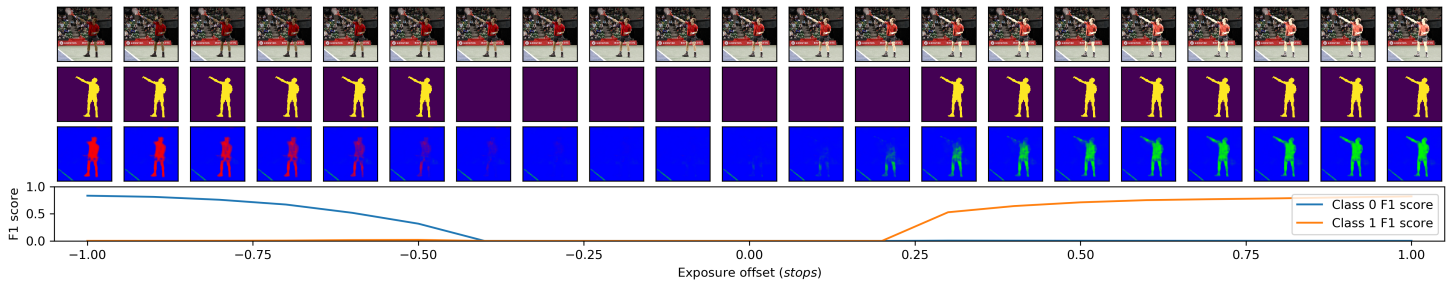 1.0
0.5
0.0
F1 score
Class 0 F1 score
Class 1 F1 score
−1.00 −0.75 −0.50 −0.25 0.00 0.25 0.50 0.75 1.00
Exposure offset (stops)